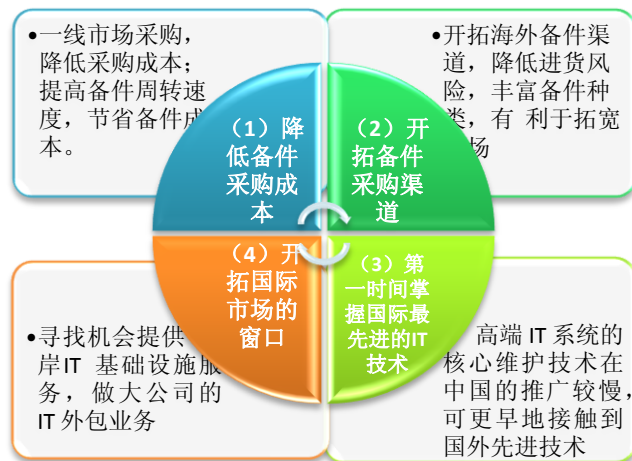 •一线市场采购，
降低采购成本；
提高备件周转速
度，节省备件成
本。
•开拓海外备件渠
道，降低进货风
险，丰富备件种
类，有 利于拓宽
场
（1）降
低备件
采购成
本
（2）开
拓备件
采购渠
道
（4）开
拓国际
市场的
窗口
（3）第
一时间掌
握国际最
先进的IT
技术
•寻找机会提供
岸IT 基础设施服
务，做大公司的
IT 外包业务
高端 IT 系统的
核心维护技术在
中国的推广较慢，
可更早地接触到
国外先进技术